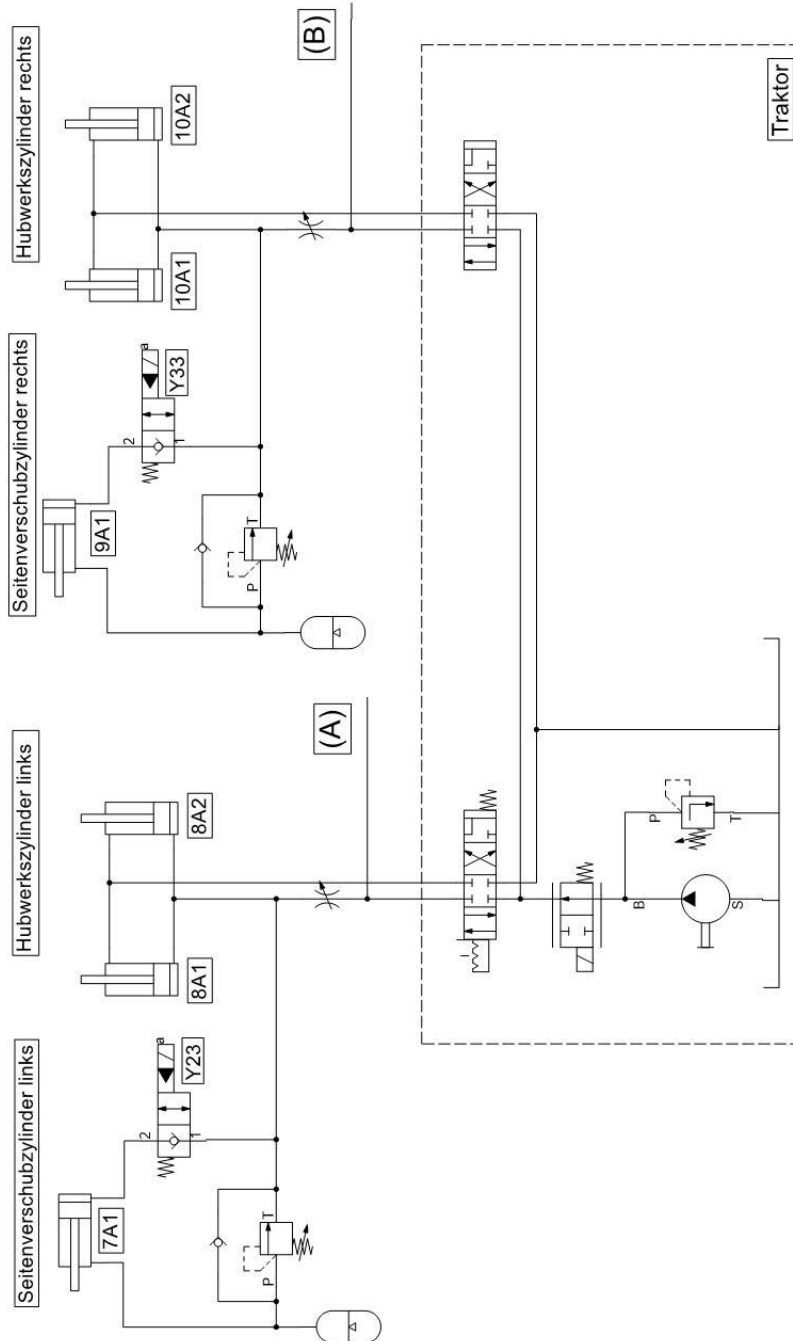 Seitenverschubzylinder links
Hubwerkszylinder links
Seitenverschubzylinder rechts
Hubwerkszylinder rechts
7A1
2
1
a
Y23
P
T
8A1
8A2
(A)
9A1
2
1
a
Y33
P
T
10A1
10A2
(B)
B
S
P
T
Traktor